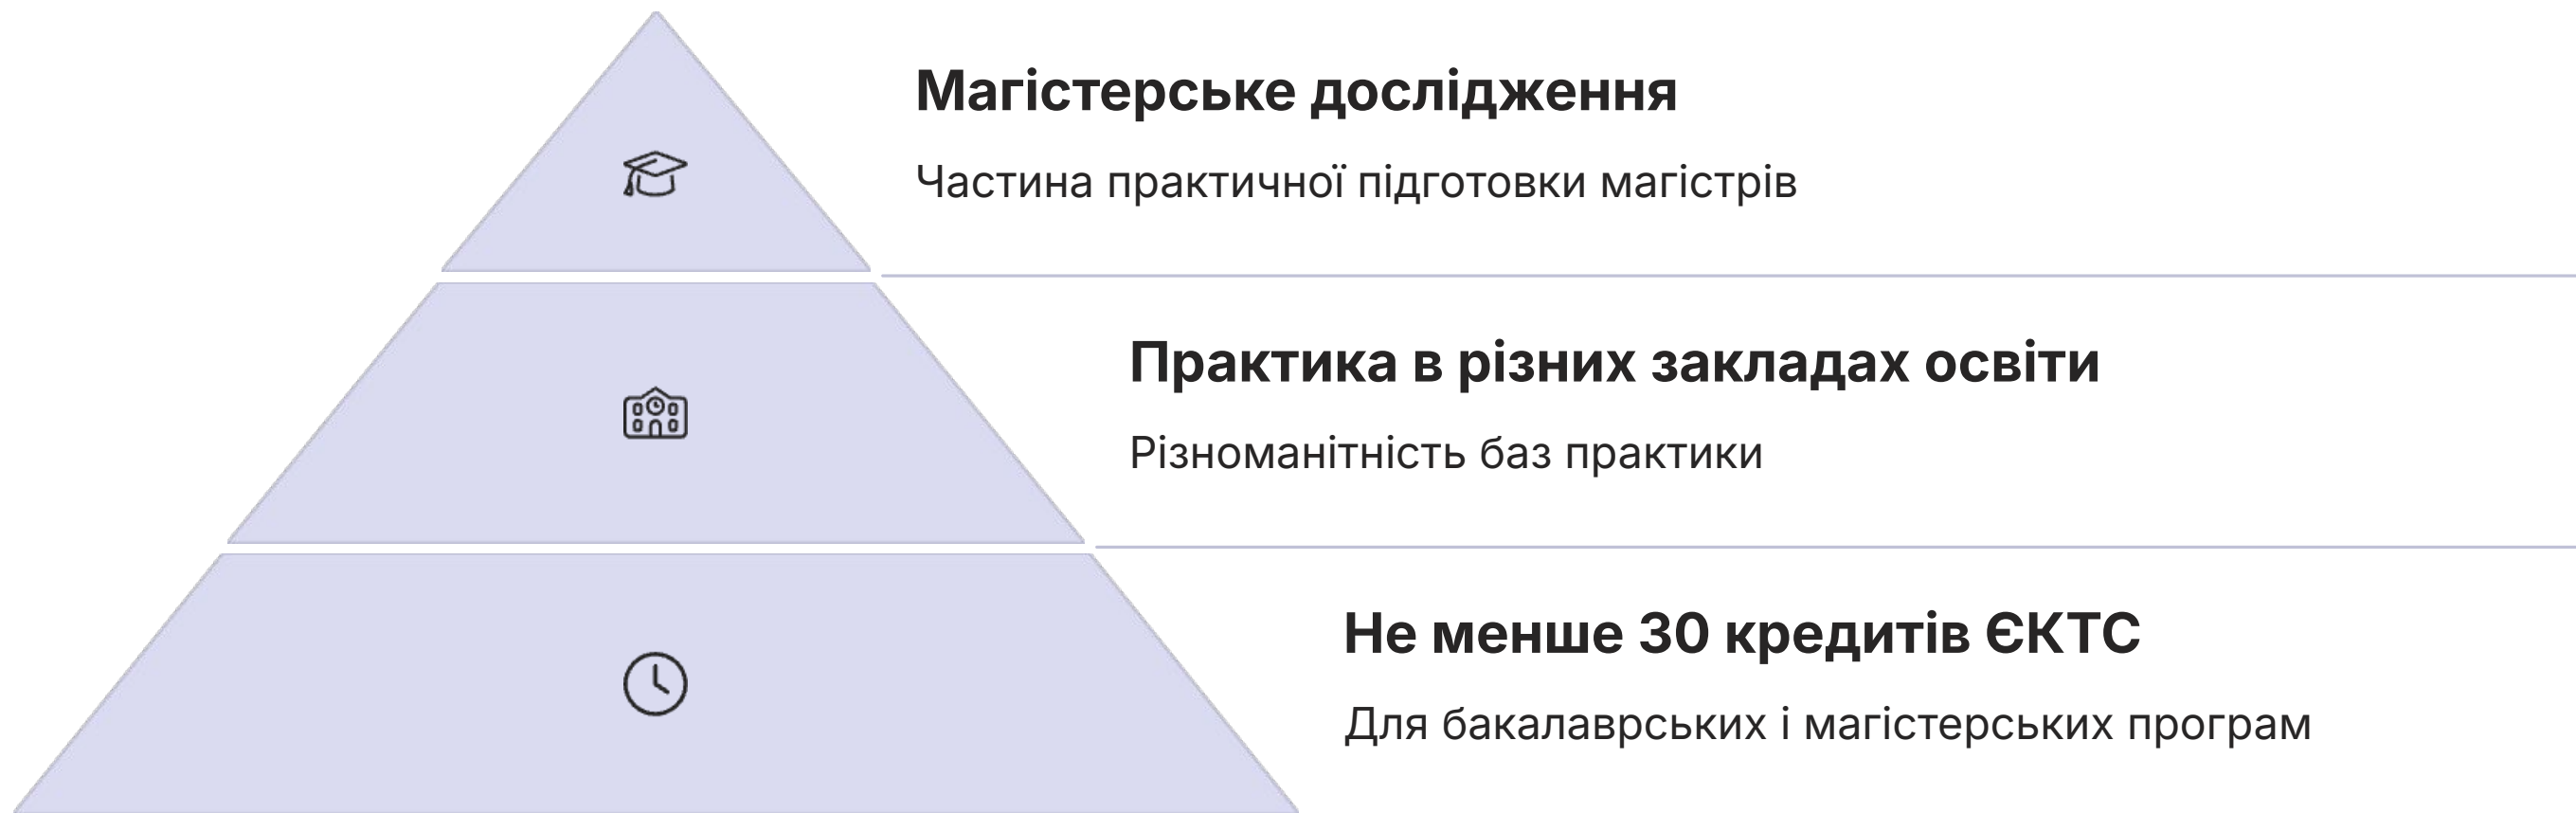 Магістерське дослідження
Частина практичної підготовки магістрів
Практика в різних закладах освіти
Різноманітність баз практики
Не менше 30 кредитів ЄКТС
Для бакалаврських і магістерських програм